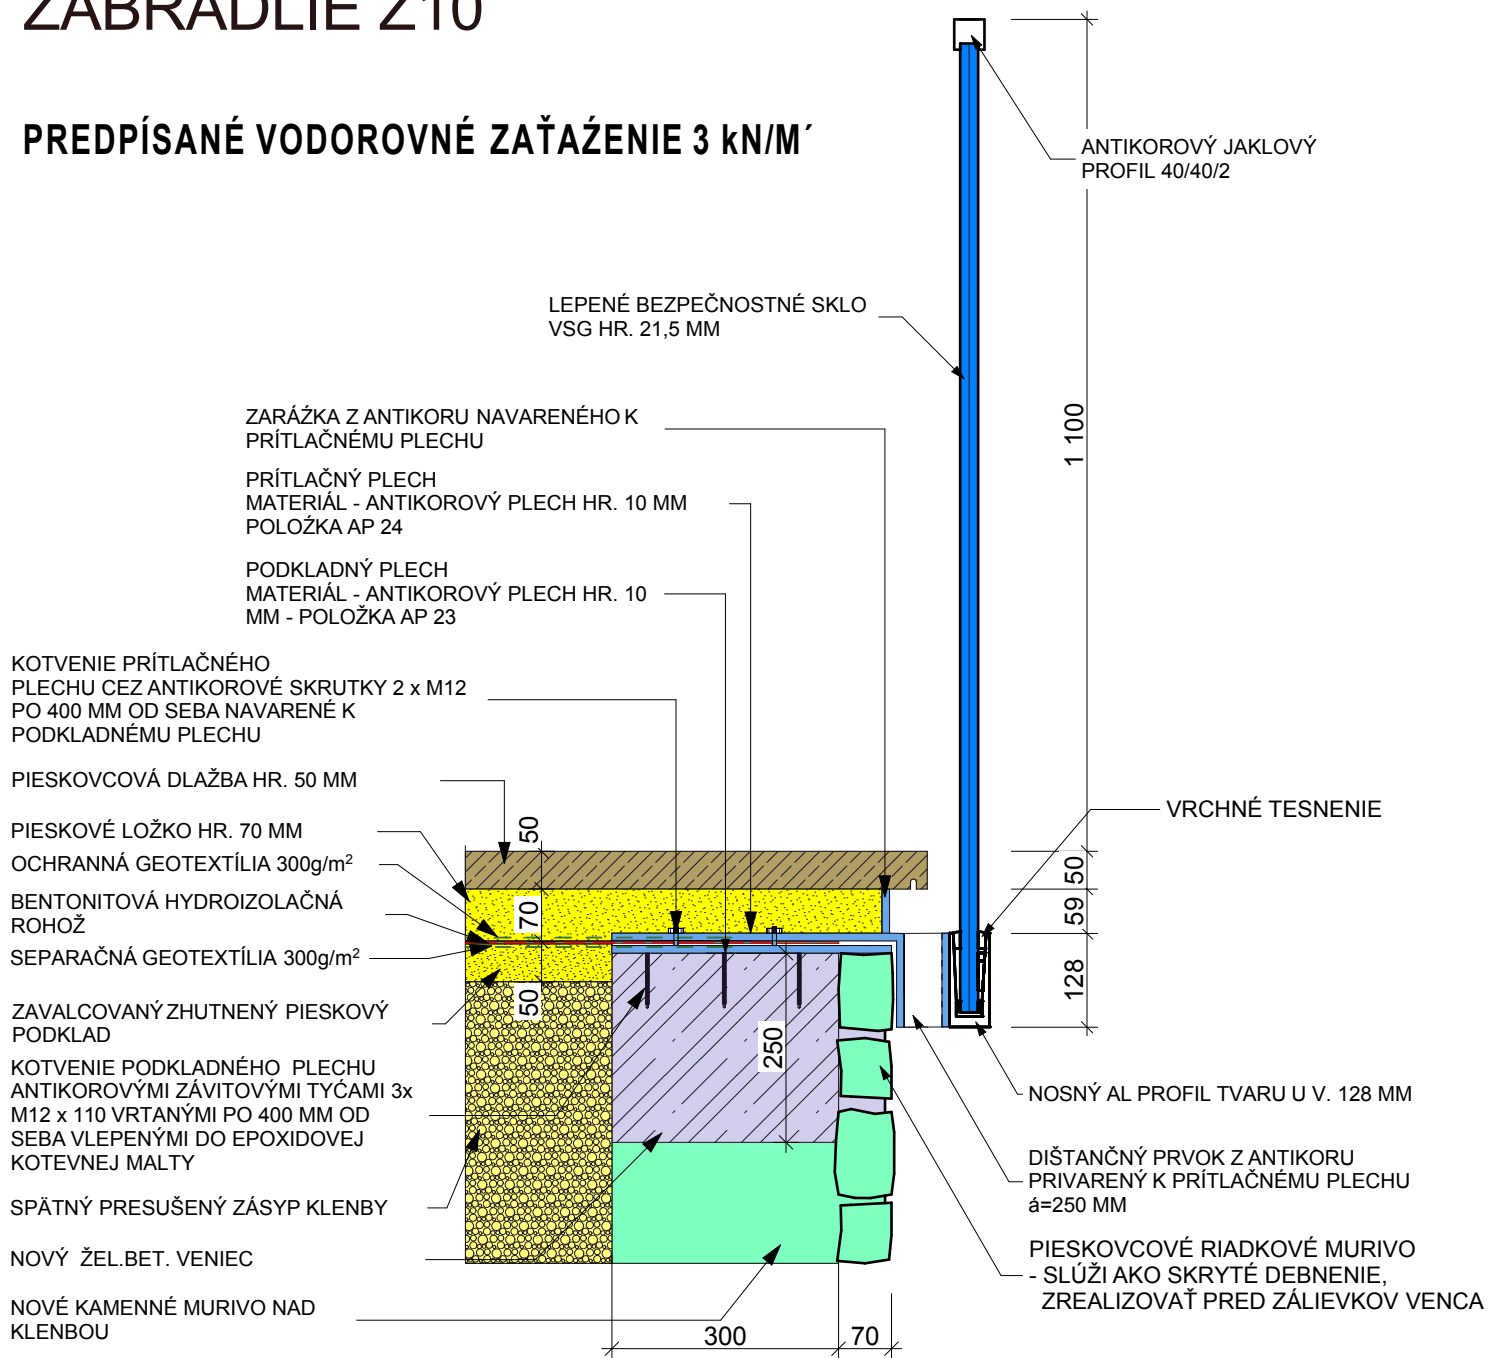 ZÁBRADLIE Z10
PREDPÍSANÉ VODOROVNÉ ZAŤAŹENIE 3 kN/M´
ANTIKOROVÝ JAKLOVÝ
PROFIL 40/40/2
LEPENÉ BEZPEČNOSTNÉ SKLO
VSG HR. 21,5 MM
1 100
ZARÁŹKA Z ANTIKORU NAVARENÉHO K
PRÍTLAČNÉMU PLECHU
PRÍTLAČNÝ PLECH
MATERIÁL - ANTIKOROVÝ PLECH HR. 10 MM
POLOŹKA AP 24
PODKLADNÝ PLECH
MATERIÁL - ANTIKOROVÝ PLECH HR. 10
MM - POLOŽKA AP 23
KOTVENIE PRÍTLAČNÉHO
PLECHU CEZ ANTIKOROVÉ SKRUTKY 2 x M12
PO 400 MM OD SEBA NAVARENÉ K
PODKLADNÉMU PLECHU
PIESKOVCOVÁ DLAŽBA HR. 50 MM
PIESKOVÉ LOŽKO HR. 70 MM
OCHRANNÁ GEOTEXTÍLIA 300g/m²
BENTONITOVÁ HYDROIZOLAČNÁ
ROHOŽ
SEPARAČNÁ GEOTEXTÍLIA 300g/m²
ZAVALCOVANÝ ZHUTNENÝ PIESKOVÝ
PODKLAD
KOTVENIE PODKLADNÉHO PLECHU
ANTIKOROVÝMI ZÁVITOVÝMI TYĆAMI 3x
M12 x 110 VRTANÝMI PO 400 MM OD
SEBA VLEPENÝMI DO EPOXIDOVEJ
KOTEVNEJ MALTY
SPÄTNÝ PRESUŠENÝ ZÁSYP KLENBY
NOVÝ ŽEL.BET. VENIEC
NOVÉ KAMENNÉ MURIVO NAD
KLENBOU
50
70
50
250
300
70
VRCHNÉ TESNENIE
50
59
128
NOSNÝ AL PROFIL TVARU U V. 128 MM
DIŠTANČNÝ PRVOK Z ANTIKORU
PRIVARENÝ K PRÍTLAČNÉMU PLECHU
á=250 MM
PIESKOVCOVÉ RIADKOVÉ MURIVO
- SLÚŽI AKO SKRYTÉ DEBNENIE,
ZREALIZOVAŤ PRED ZÁLIEVKOV VENCA